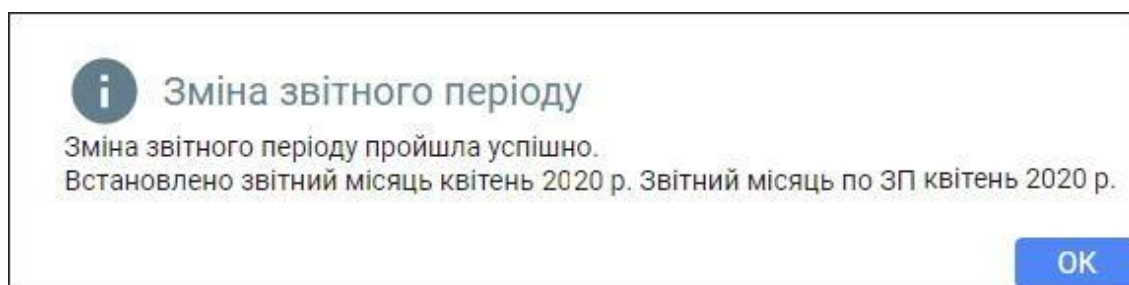 i
Зміна звітного періоду
Зміна звітного періоду пройшла успішно.
Встановлено звітний місяць квітень 2020 р. Звітний місяць по ЗП квітень 2020 р.
ОК